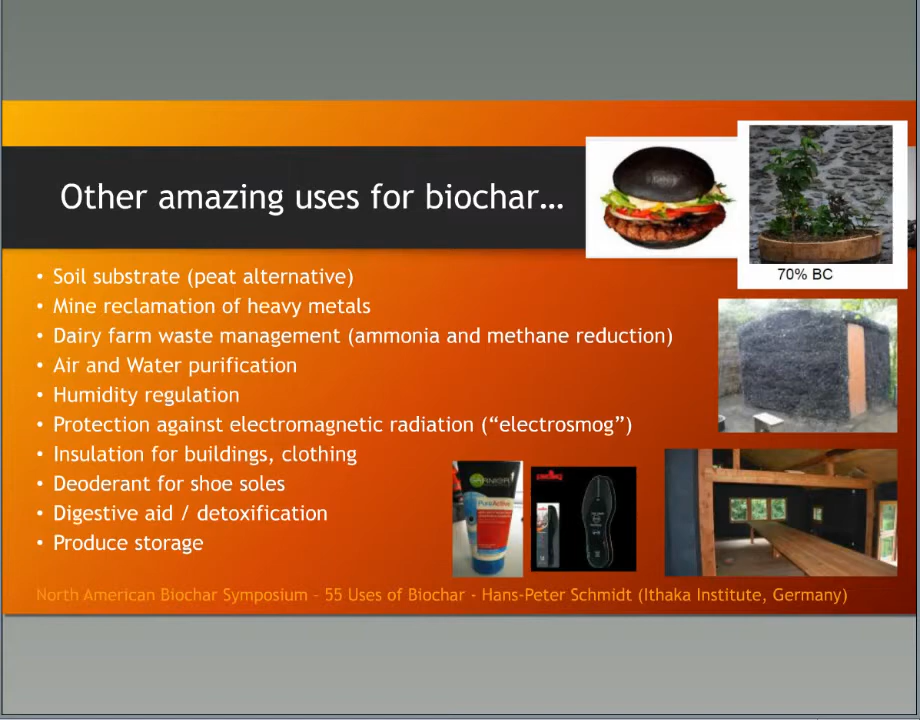 Other amazing uses for biochar…
70% BC
• Soil substrate (peat alternative)
• Mine reclamation of heavy metals
• Dairy farm waste management (ammonia and methane reduction)
• Air and Water purification
• Humidity regulation
• Protection against electromagnetic radiation (“electrosmog”)
• Insulation for buildings, clothing
• Deoderant for shoe soles
• Digestive aid / detoxification
• Produce storage
GARNIER
PureActive
North American Biochar Symposium – 55 Uses of Biochar - Hans-Peter Schmidt (Ithaka Institute, Germany)